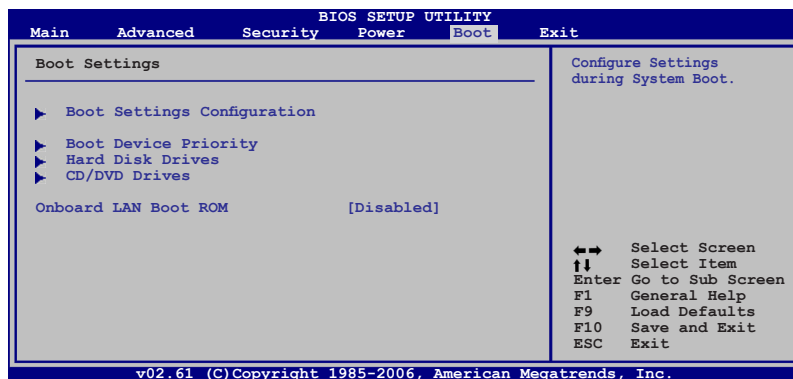 BIOS SETUP UTILITY
Main Advanced Security Power Boot Exit
Boot Settings
Boot Settings Configuration
Boot Device Priority
Hard Disk Drives
CD/DVD Drives
Onboard LAN Boot ROM [Disabled]
Configure Settings
during System Boot.
Select Screen
Select Item
Enter Go to Sub Screen
F1 General Help
F9 Load Defaults
F10 Save and Exit
ESC Exit
v02.61 (C)Copyright 1985-2006, American Megatrends, Inc.